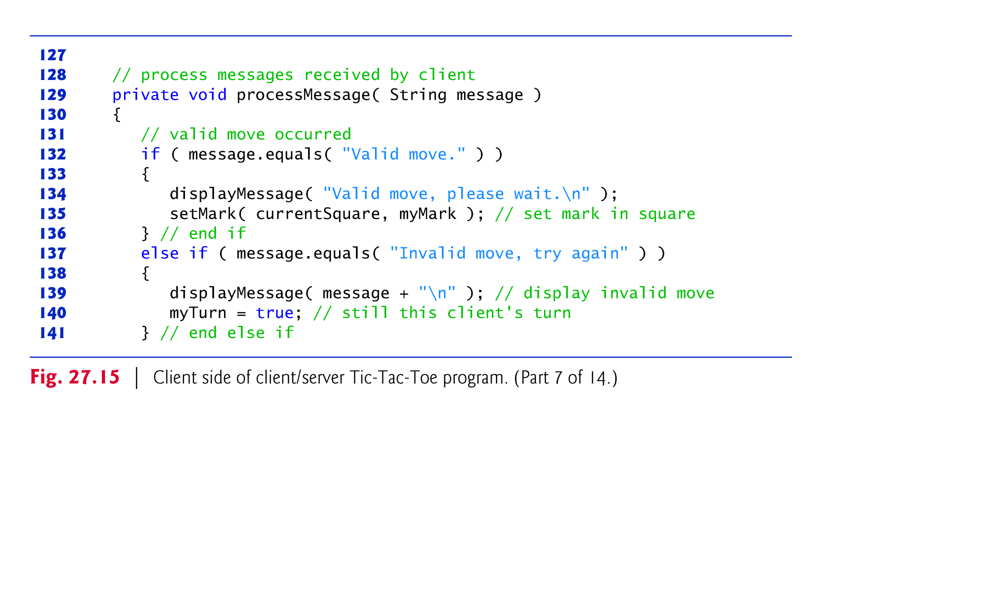 127
128 // process messages received by client
129 private void processMessage( String message )
130 {
131 // valid move occurred
132 if ( message.equals( "Valid move." ) )
133 {
134 displayMessage( "Valid move, please wait.\n" );
135 setMark( currentSquare, myMark ); // set mark in square
136 } // end if
137 else if ( message.equals( "Invalid move, try again" ) )
138 {
139 displayMessage( message + "\n" ); // display invalid move
140 myTurn = true; // still this client's turn
141 } // end else if
Fig. 27.15 | Client side of client/server Tic-Tac-Toe program. (Part 7 of 14.)